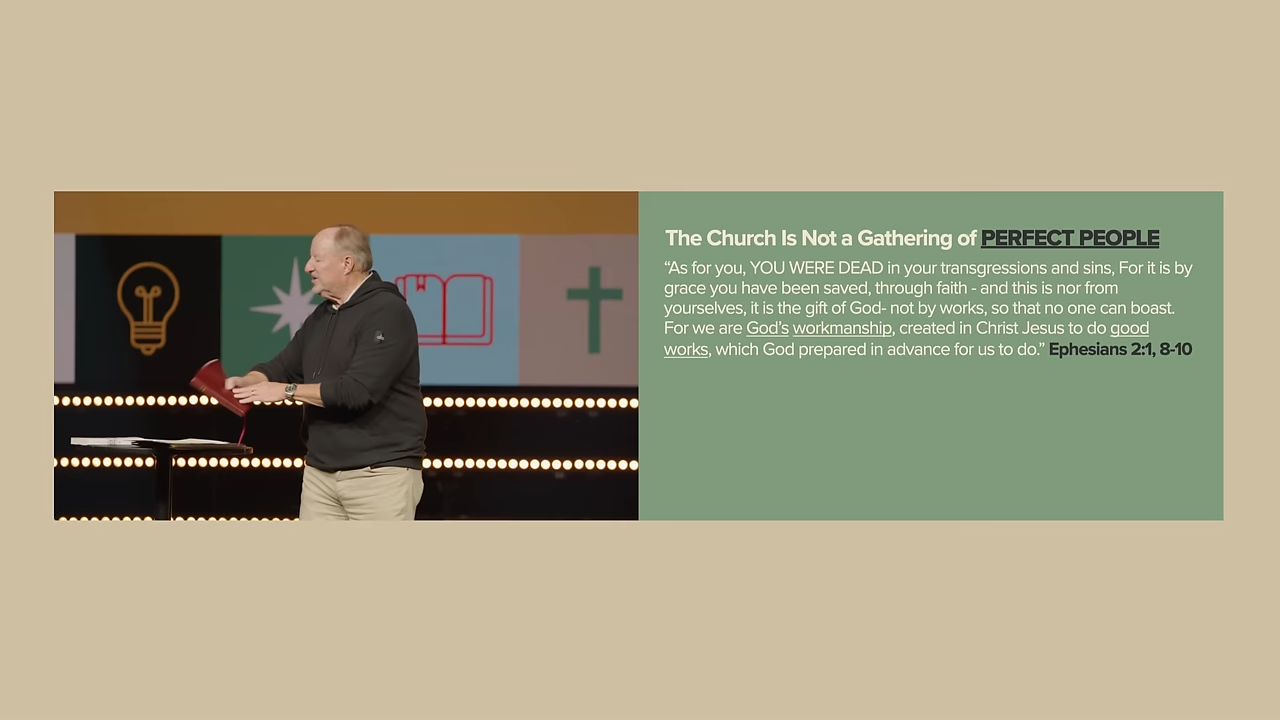 The Church Is Not a Gathering of PERFECT PEOPLE
“As for you, YOU WERE DEAD in your transgressions and sins, For it is by
grace you have been saved, through faith - and this is nor from
yourselves, it is the gift of God- not by works, so that no one can boast.
For we are God’s workmanship, created in Christ Jesus to do good
works, which God prepared in advance for us to do.” Ephesians 2:1, 8-10